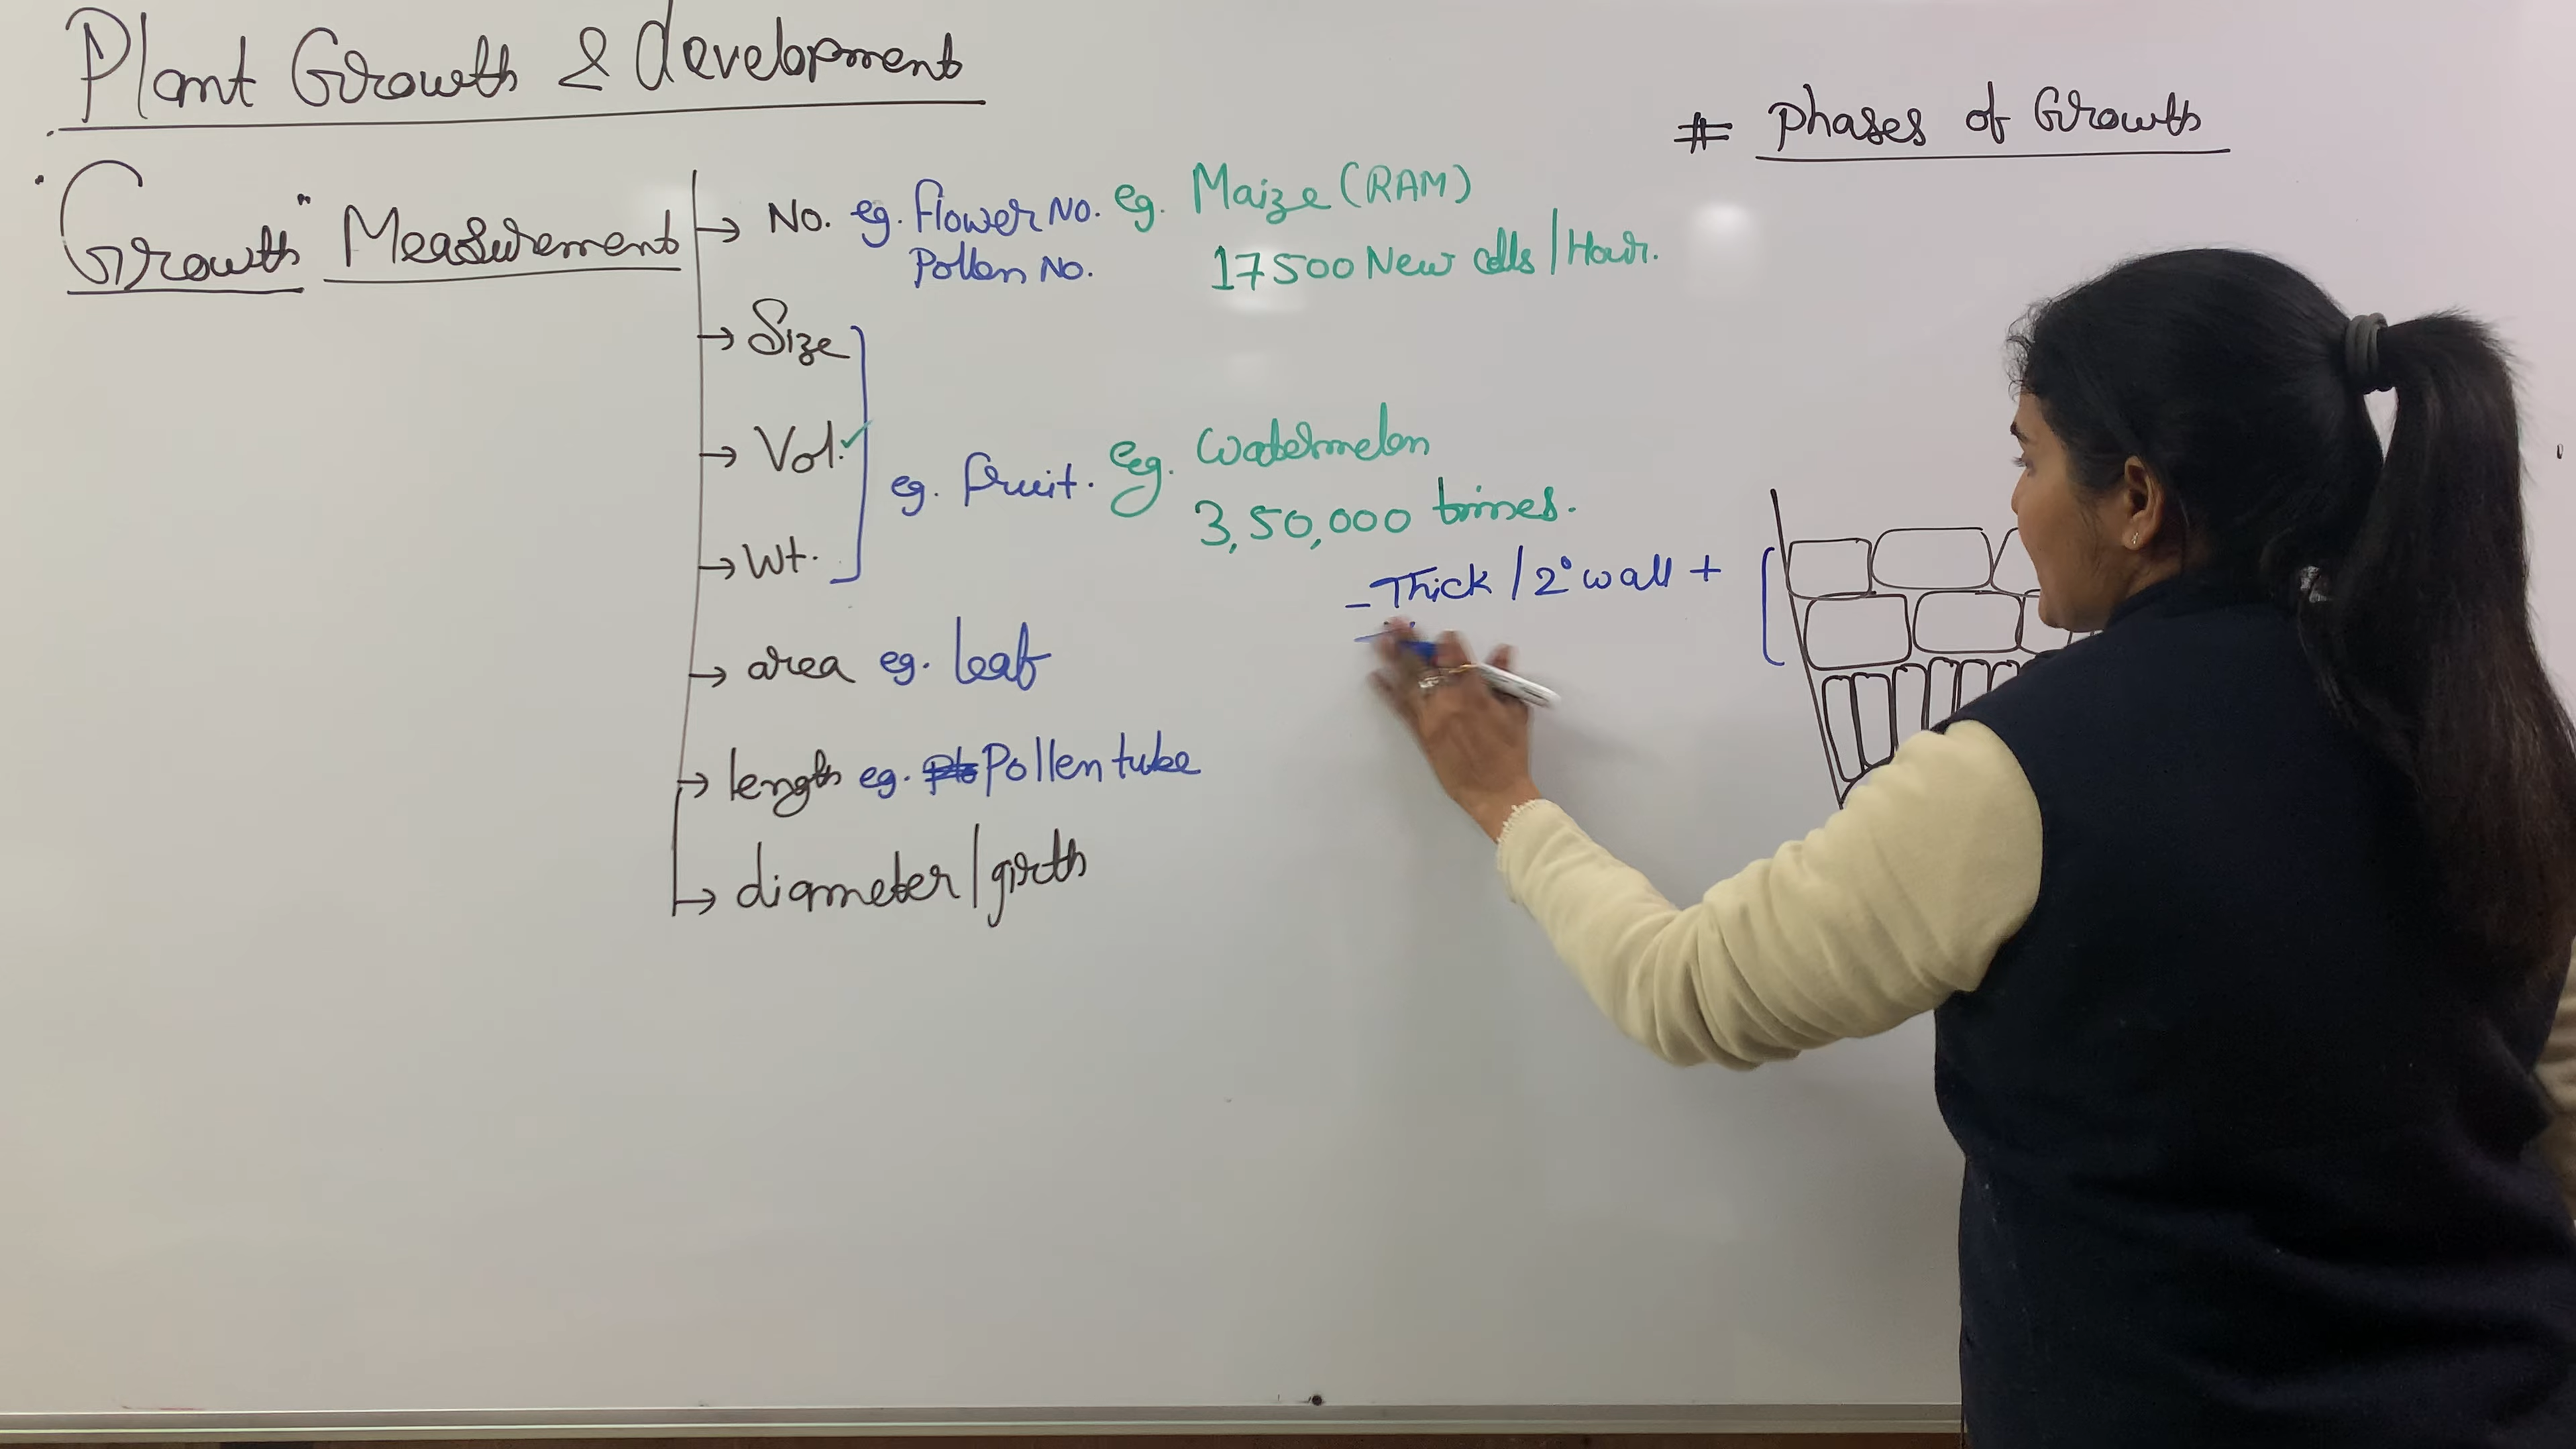 Plant Growth & development
"Growth" Measurement
→ No. eg. flower No. eg. Maize (RAM)
Pollen No. 17500 New cells / Hour.
→ Size
→ Vol. ✓
eg. fruit. eg. Watermelon
3,50,000 times.
→ Wt.
→ area eg. leaf
→ length eg. Pollen tube
→ diameter / girth
# Phases of Growth
- Thick / 2° wall +